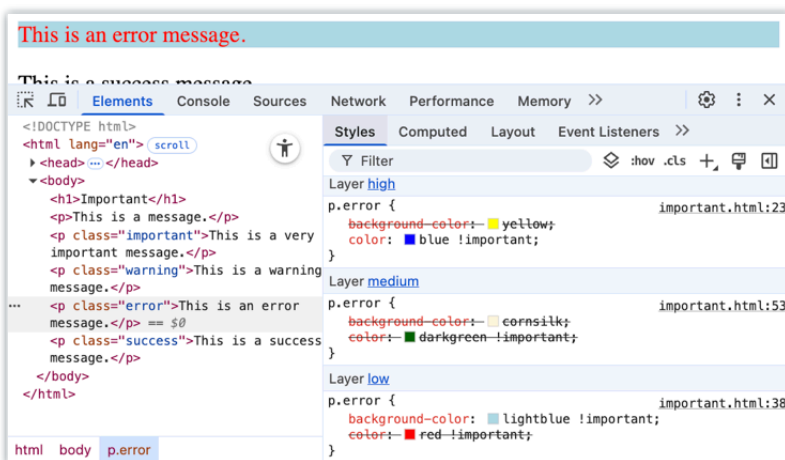 This is an error message.
This is a success message.
Elements Console Sources Network Performance Memory
<!DOCTYPE html>
<html lang="en"> scroll
<head> ··· </head>
<body>
<h1>Important</h1>
<p>This is a message.</p>
<p class="important">This is a very
important message.</p>
<p class="warning">This is a warning
message.</p>
··· <p class="error">This is an error
message.</p> == $0
<p class="success">This is a success
message.</p>
</body>
</html>
html body p.error
Styles Computed Layout Event Listeners
Filter :hov .cls
Layer high
p.error { important.html:23
background-color: yellow;
color: blue !important;
}
Layer medium
p.error { important.html:53
background-color: cornsilk;
color: darkgreen !important;
}
Layer low
p.error { important.html:38
background-color: lightblue !important;
color: red !important;
}